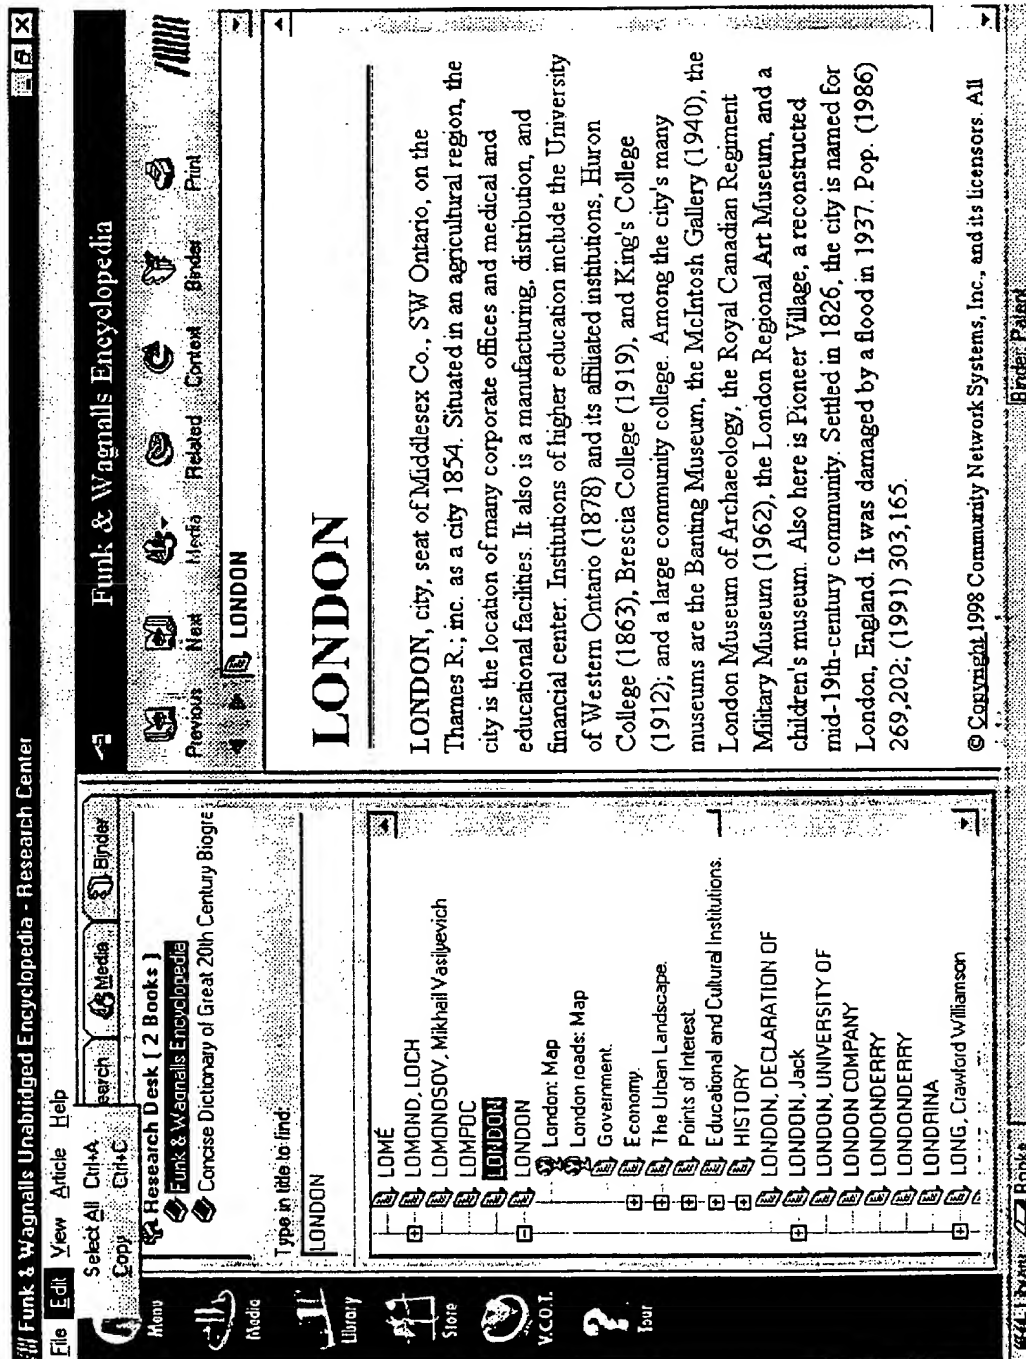 Funk & Wagnalls Unabridged Encyclopedia - Research Center
File Edit View Article Help
Select All Ctrl+A
Copy Ctrl+C
earch Media Binder
Research Desk [ 2 Books ]
Funk & Wagnalls Encyclopedia
Concise Dictionary of Great 20th Century Biogre
Type in title to find:
LONDON
LOMÉ
LOMOND, LOCH
LOMONOSOV, Mikhail Vasilyevich
LOMPOC
LONDON
LONDON
London: Map
London roads: Map
Government.
Economy.
The Urban Landscape.
Points of Interest.
Educational and Cultural Institutions.
HISTORY
LONDON, DECLARATION OF
LONDON, Jack
LONDON, UNIVERSITY OF
LONDON COMPANY
LONDONDERRY
LONDONDERRY
LONDRINA
LONG, Crawford Williamson
Menu
Media
Library
Store
V.C.O.T.
Tour
Funk & Wagnalls Encyclopedia
Previous Next Media Related Context Binder Print
LONDON
LONDON
LONDON, city, seat of Middlesex Co., SW Ontario, on the
Thames R.; inc. as a city 1854. Situated in an agricultural region, the
city is the location of many corporate offices and medical and
educational facilities. It also is a manufacturing, distribution, and
financial center. Institutions of higher education include the University
of Western Ontario (1878) and its affiliated institutions, Huron
College (1863), Brescia College (1919), and King's College
(1912); and a large community college. Among the city's many
museums are the Banting Museum, the McIntosh Gallery (1940), the
London Museum of Archaeology, the Royal Canadian Regiment
Military Museum (1962), the London Regional Art Museum, and a
children's museum. Also here is Pioneer Village, a reconstructed
mid-19th-century community. Settled in 1826, the city is named for
London, England. It was damaged by a flood in 1937. Pop. (1986)
269,202; (1991) 303,165.
© Copyright 1998 Community Network Systems, Inc., and its licensors. All
Books
Binder Patent